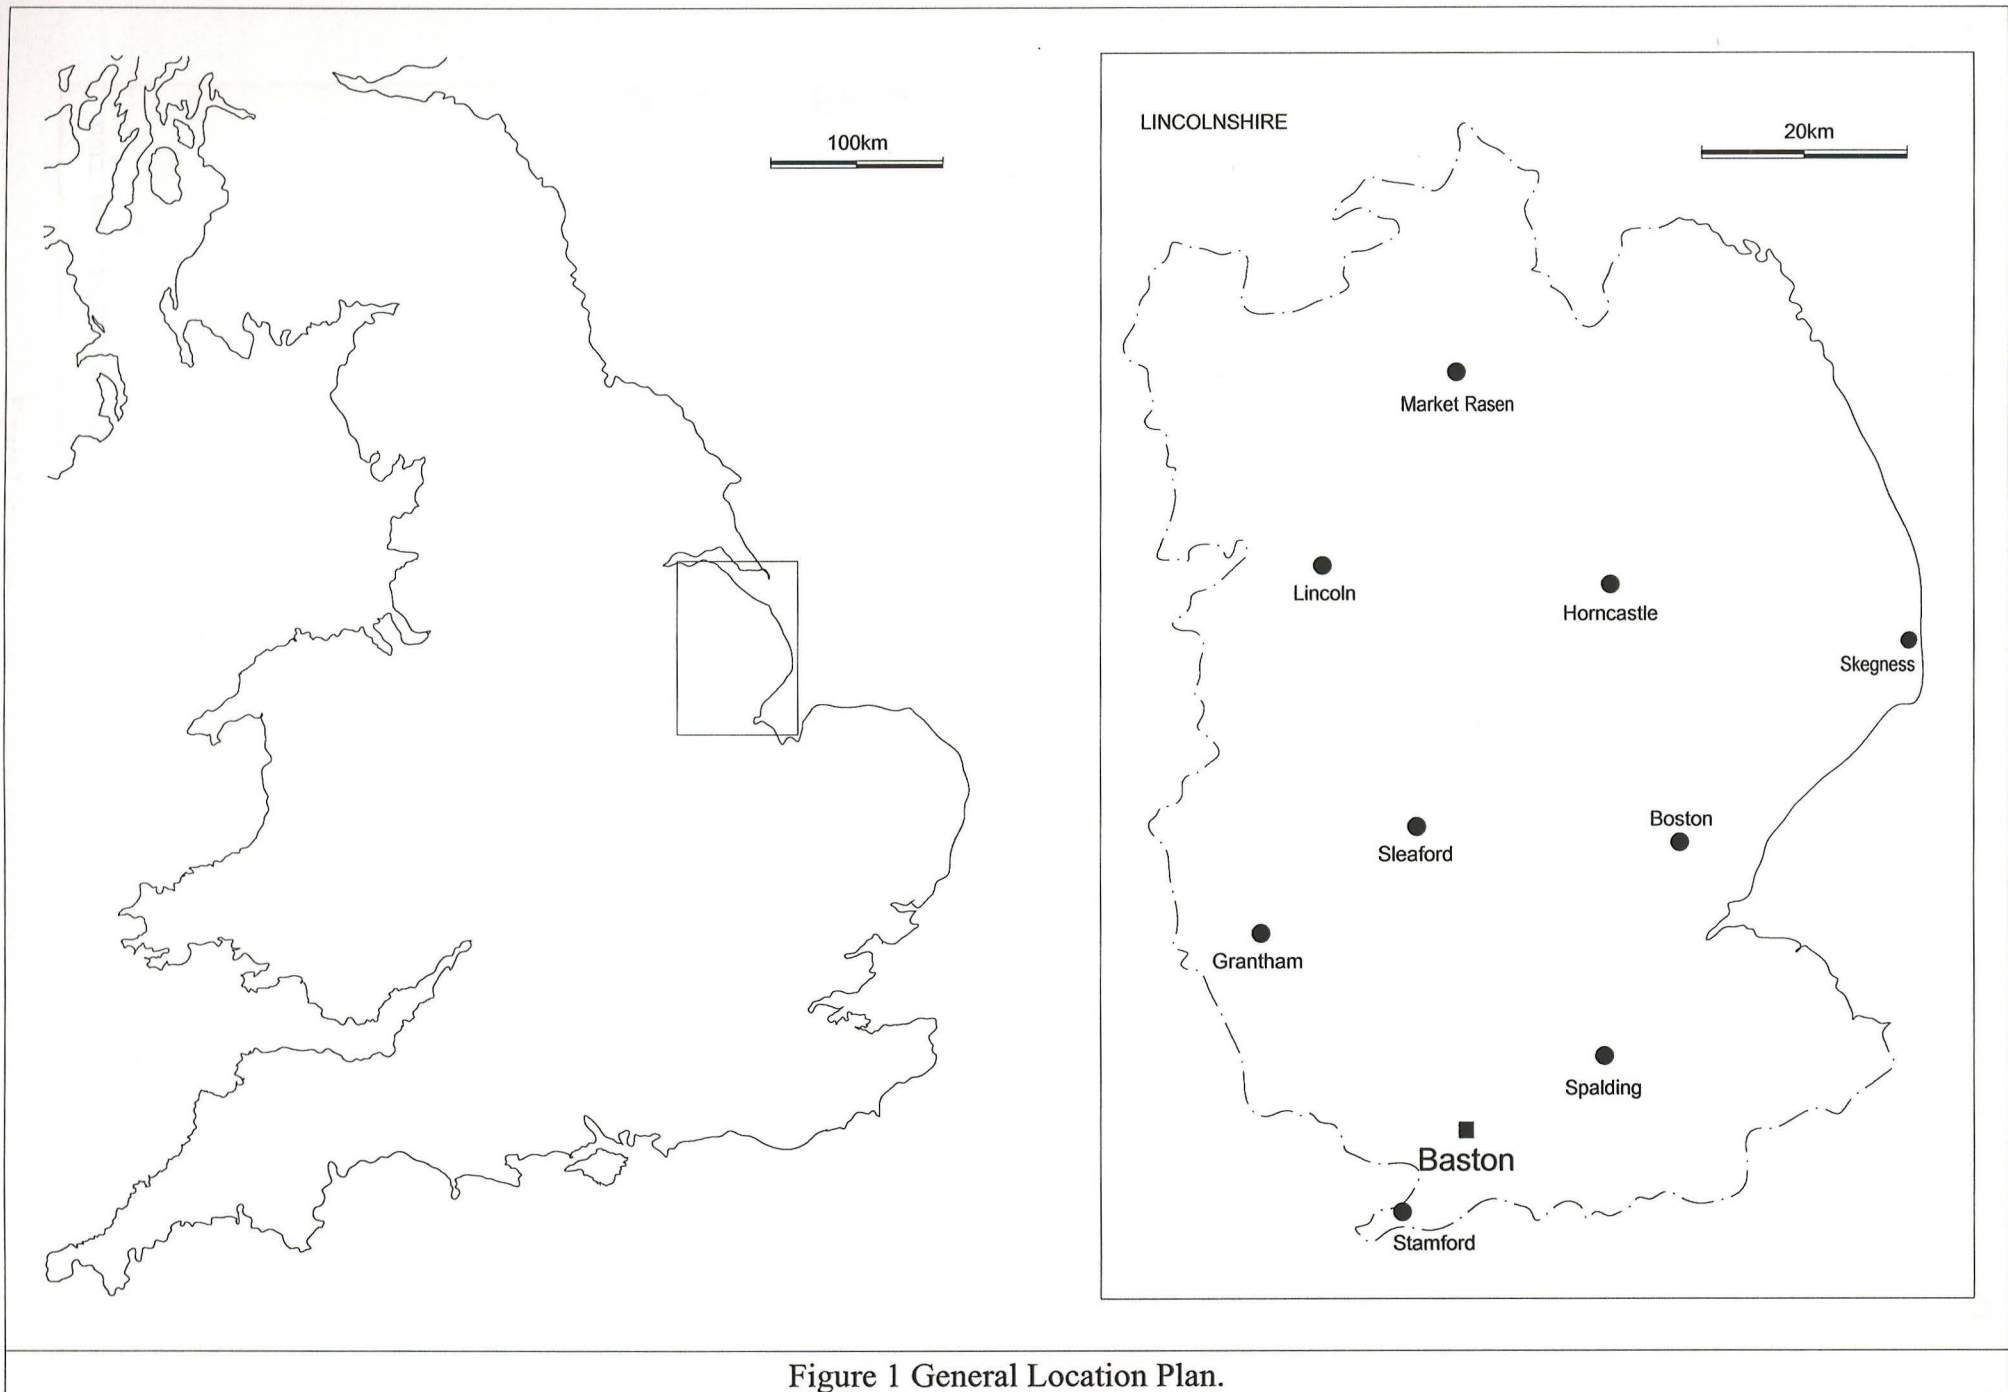 100km
LINCOLNSHIRE
20km
Market Rasen
Lincoln
Horncastle
Skegness
Boston
Sleaford
Grantham
Spalding
Baston
Stamford
Figure 1 General Location Plan.